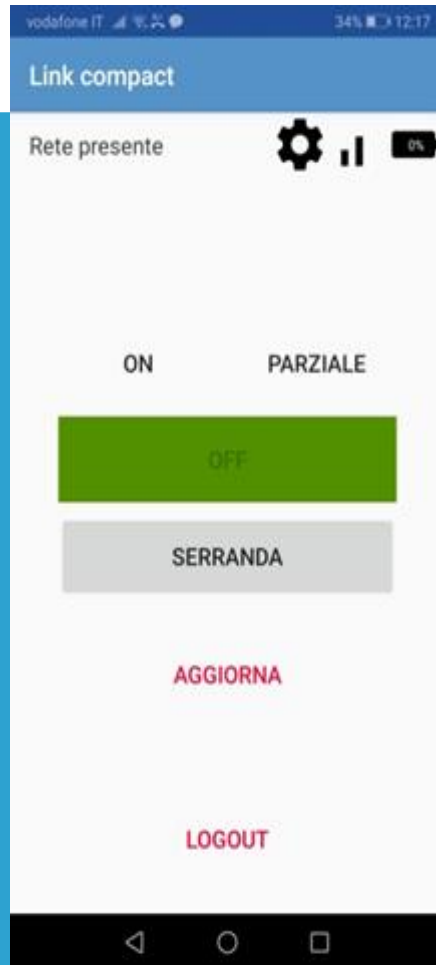 vodafone IT 34% 12:17
Link compact
Rete presente 0%
ON PARZIALE
OFF
SERRANDA
AGGIORNA
LOGOUT